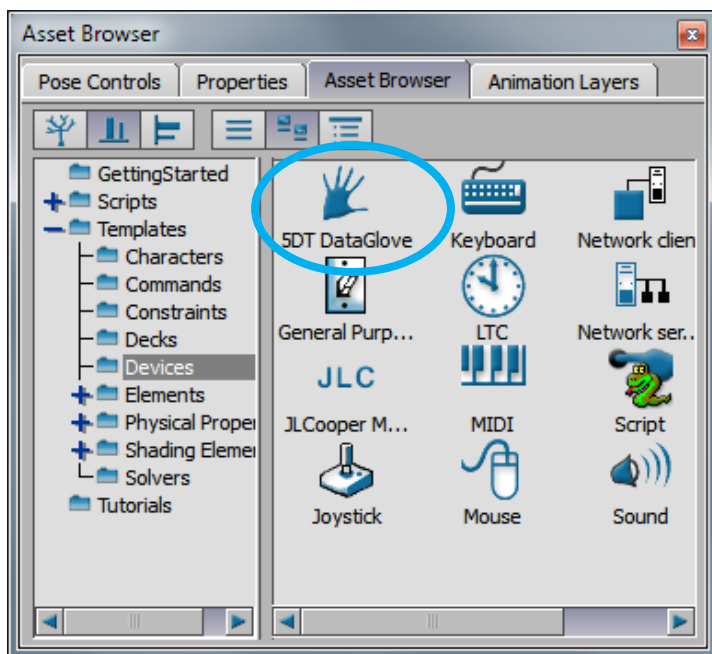 Asset Browser
Pose Controls
Properties
Asset Browser
Animation Layers
GettingStarted
Scripts
Templates
Characters
Commands
Constraints
Decks
Devices
Elements
Physical Proper
Shading Elemer
Solvers
Tutorials
5DT DataGlove
Keyboard
Network clien
General Purp...
LTC
Network ser..
JLC
JLCooper M...
MIDI
Script
Joystick
Mouse
Sound